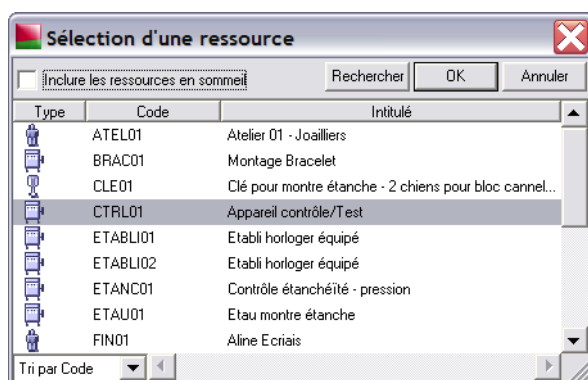 Sélection d'une ressource
Inclure les ressources en sommeil Rechercher OK Annuler
Type Code Intitulé
ATEL01 Atelier 01 - Joailliers
BRAC01 Montage Bracelet
CLE01 Clé pour montre étanche - 2 chiens pour bloc cannel...
CTRL01 Appareil contrôle/Test
ETABLI01 Etabli horloger équipé
ETABLI02 Etabli horloger équipé
ETANC01 Contrôle étanchéïté - pression
ETAU01 Etau montre étanche
FIN01 Aline Ecriais
Tri par Code